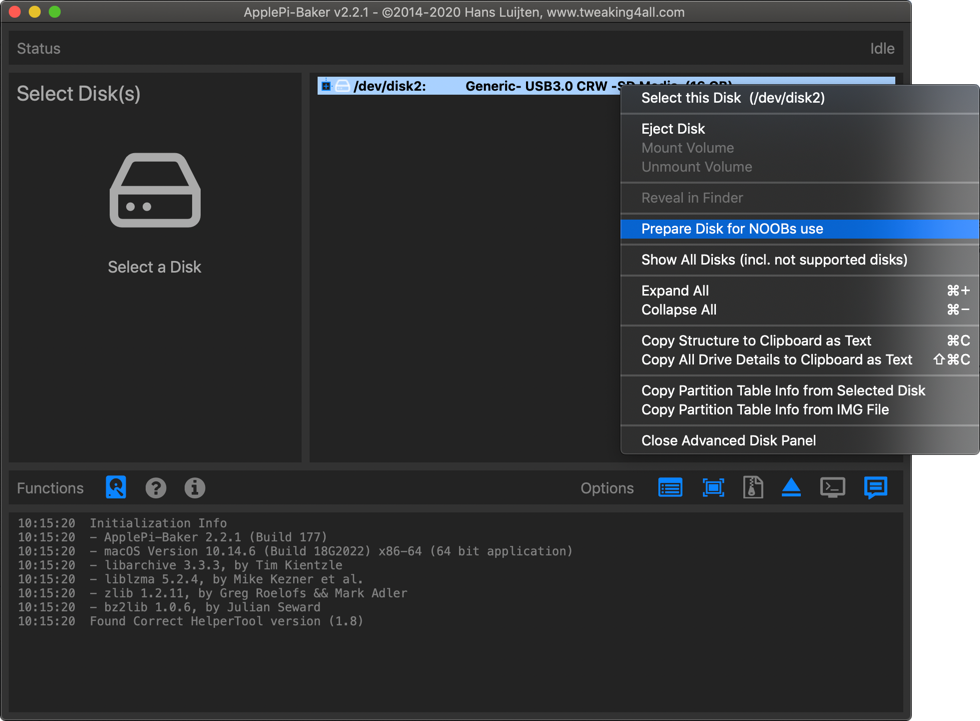 ApplePi-Baker v2.2.1 - ©2014-2020 Hans Luijten, www.tweaking4all.com
Status
Idle
Select Disk(s)
Select a Disk
/dev/disk2: Generic- USB3.0 CRW -SD Media (16 GB)
Select this Disk (/dev/disk2)
Eject Disk
Mount Volume
Unmount Volume
Reveal in Finder
Prepare Disk for NOOBs use
Show All Disks (incl. not supported disks)
Expand All ⌘+
Collapse All ⌘−
Copy Structure to Clipboard as Text ⌘C
Copy All Drive Details to Clipboard as Text ⇧⌘C
Copy Partition Table Info from Selected Disk
Copy Partition Table Info from IMG File
Close Advanced Disk Panel
Functions
Options
10:15:20 Initialization Info
10:15:20 - ApplePi-Baker 2.2.1 (Build 177)
10:15:20 - macOS Version 10.14.6 (Build 18G2022) x86-64 (64 bit application)
10:15:20 - libarchive 3.3.3, by Tim Kientzle
10:15:20 - liblzma 5.2.4, by Mike Kezner et al.
10:15:20 - zlib 1.2.11, by Greg Roelofs && Mark Adler
10:15:20 - bz2lib 1.0.6, by Julian Seward
10:15:20 Found Correct HelperTool version (1.8)